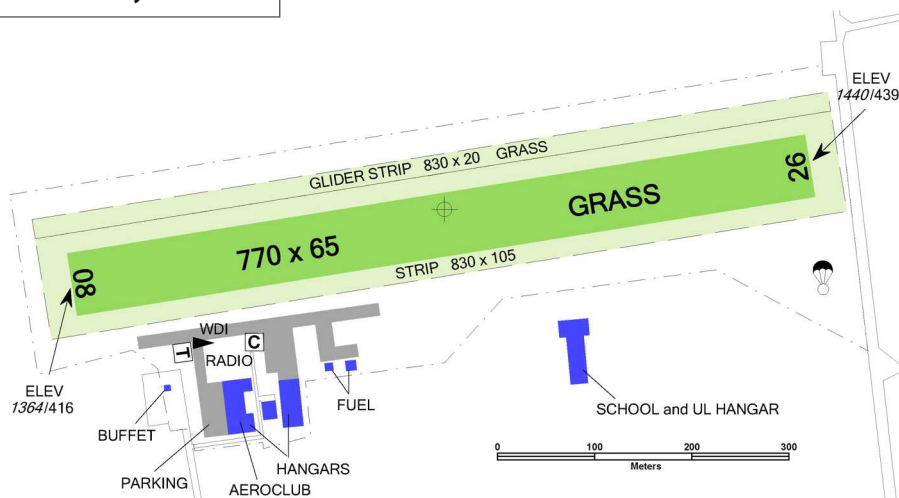 ELEV
1440/439
GLIDER STRIP 830 x 20 GRASS
26
GRASS
770 x 65
STRIP 830 x 105
08
WDI
T
C
RADIO
ELEV
1364/416
BUFFET
FUEL
SCHOOL and UL HANGAR
PARKING
HANGARS
AEROCLUB
0 100 200 300
Meters